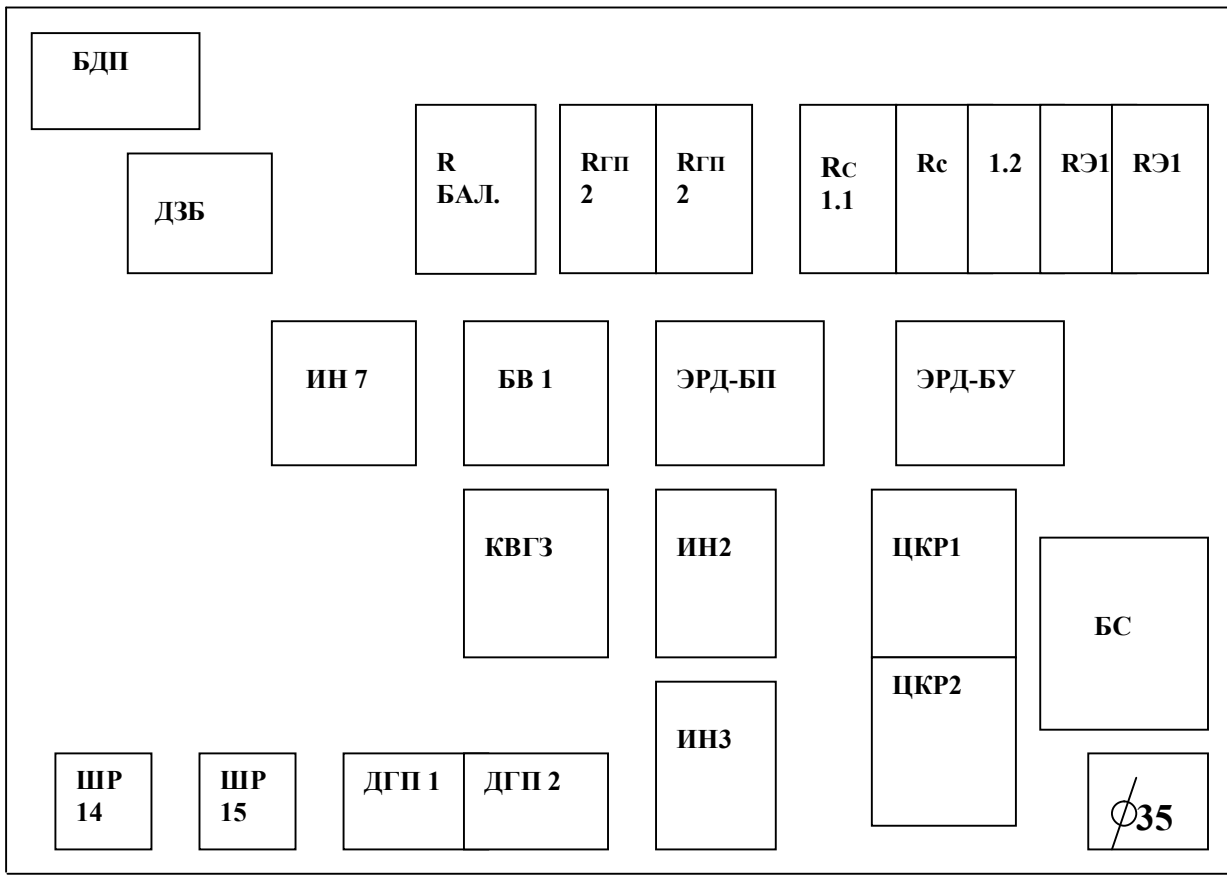 БДП
ДЗБ
R
БАЛ.
RГП
2
RГП
2
RС
1.1
Rс
1.2
RЭ1
RЭ1
ИН 7
БВ 1
ЭРД-БП
ЭРД-БУ
КВГЗ
ИН2
ЦКР1
БС
ЦКР2
ИН3
ШР
14
ШР
15
ДГП 1
ДГП 2
⌀35